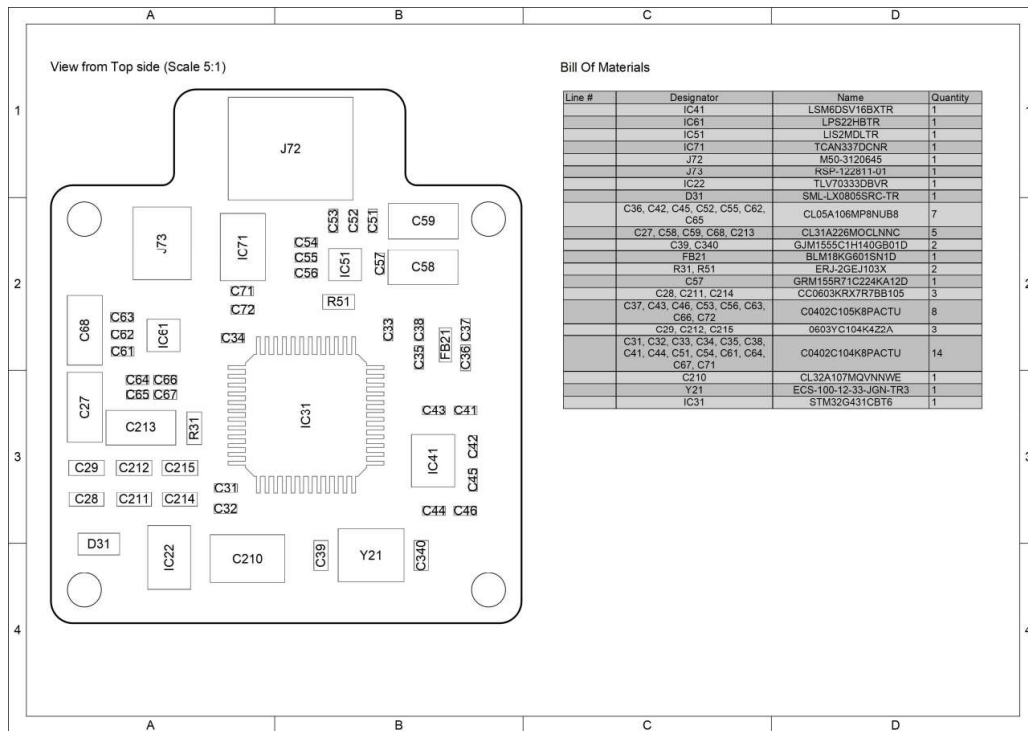 A B C D
View from Top side (Scale 5:1)
Bill Of Materials
1
1
Line # Designator Name Quantity
IC41 LSM6DSV16BXTR 1
IC61 LPS22HBTR 1
IC51 LIS2MDLTR 1
IC71 TCAN337DCNR 1
J72 M50-3120645 1
J73 RSP-122811-01 1
IC22 TLV70333DBVR 1
D31 SML-LX0805SRC-TR 1
C36, C42, C45, C52, C55, C62,
C65 CL05A106MP8NUB8 7
C27, C58, C59, C68, C213 CL31A226MOCLNNC 5
C39, C340 GJM1555C1H140GB01D 2
FB21 BLM18KG601SN1D 1
R31, R51 ERJ-2GEJ103X 2
C57 GRM155R71C224KA12D 1
C28, C211, C214 CC0603KRX7R7BB105 3
C37, C43, C46, C53, C56, C63,
C66, C72 C0402C105K8PACTU 8
C29, C212, C215 0603YC104K4Z2A 3
C31, C32, C33, C34, C35, C38,
C41, C44, C51, C54, C61, C64,
C67, C71 C0402C104K8PACTU 14
C210 CL32A107MQVNNWE 1
Y21 ECS-100-12-33-JGN-TR3 1
IC31 STM32G431CBT6 1
J72
C53 C52 C51 C59
J73 IC71
C54
C55 IC51 C57 C58
C56
2
2
C71 R51
C72
C68 C63
C62 IC61
C61
C34 C33 C38 C37
C35 FB21 C36
C64 C66
C65 C67
C27 C213 R31
IC31
C43 C41
3
3
IC41 C42
C45
C29 C212 C215
C31
C28 C211 C214
C32
C44 C46
D31 IC22 C210 C39 Y21 C340
4
4
A B C D